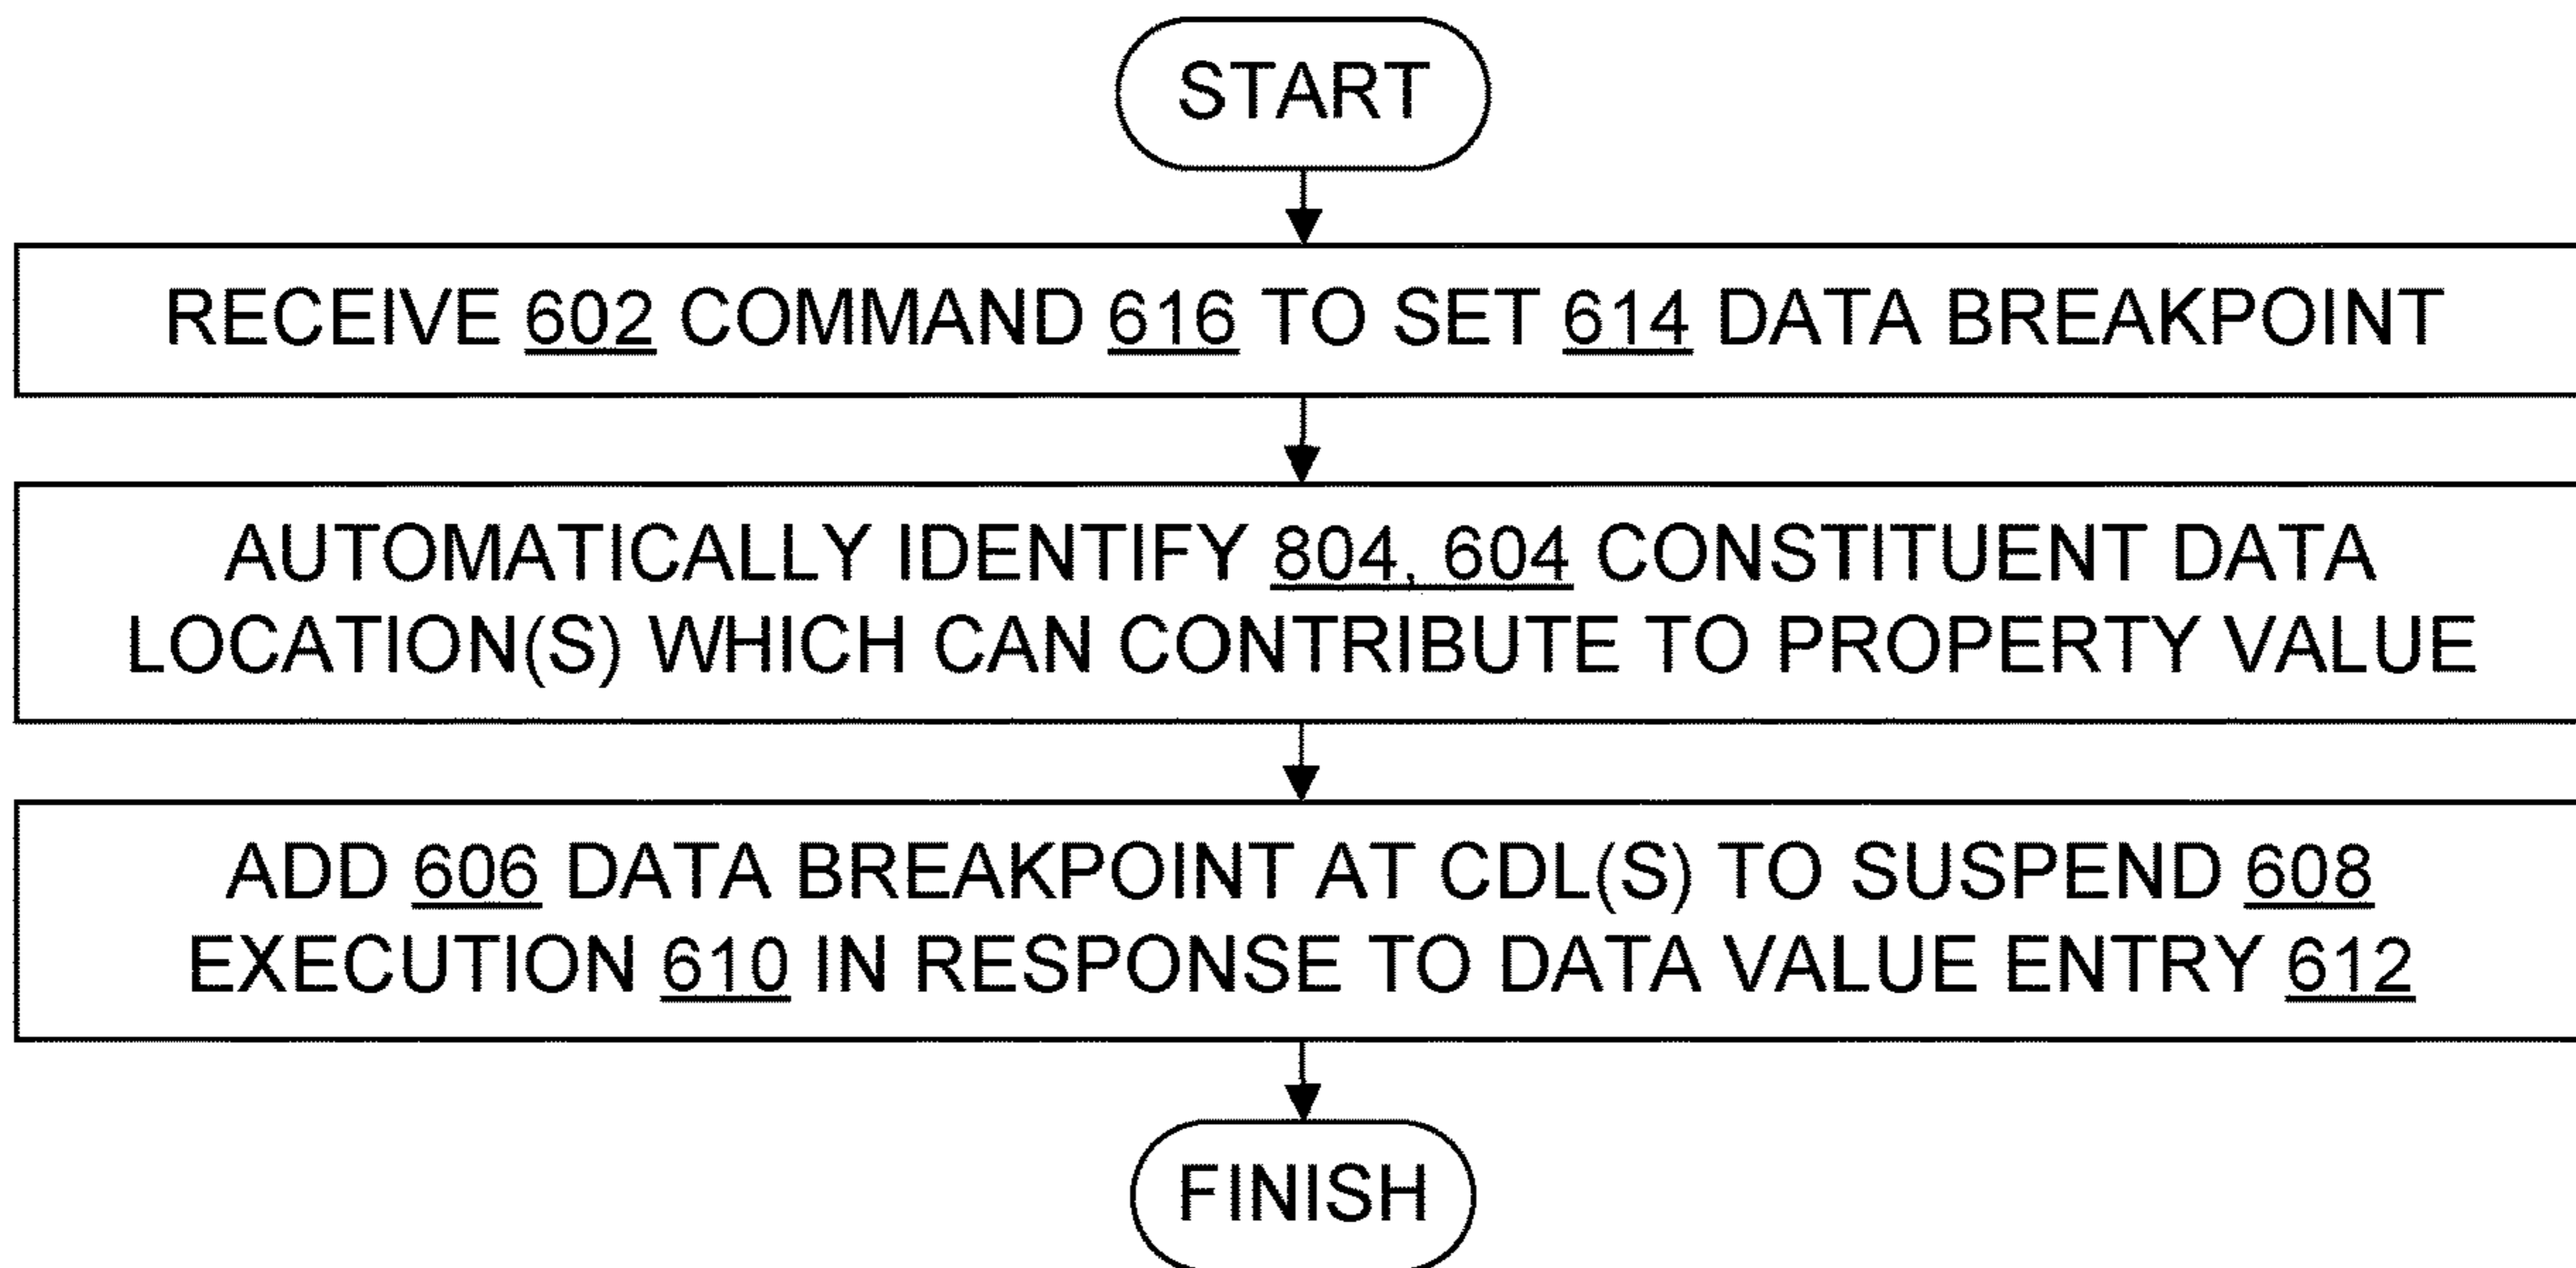 START
RECEIVE 602 COMMAND 616 TO SET 614 DATA BREAKPOINT
AUTOMATICALLY IDENTIFY 804, 604 CONSTITUENT DATA
LOCATION(S) WHICH CAN CONTRIBUTE TO PROPERTY VALUE
ADD 606 DATA BREAKPOINT AT CDL(S) TO SUSPEND 608
EXECUTION 610 IN RESPONSE TO DATA VALUE ENTRY 612
FINISH